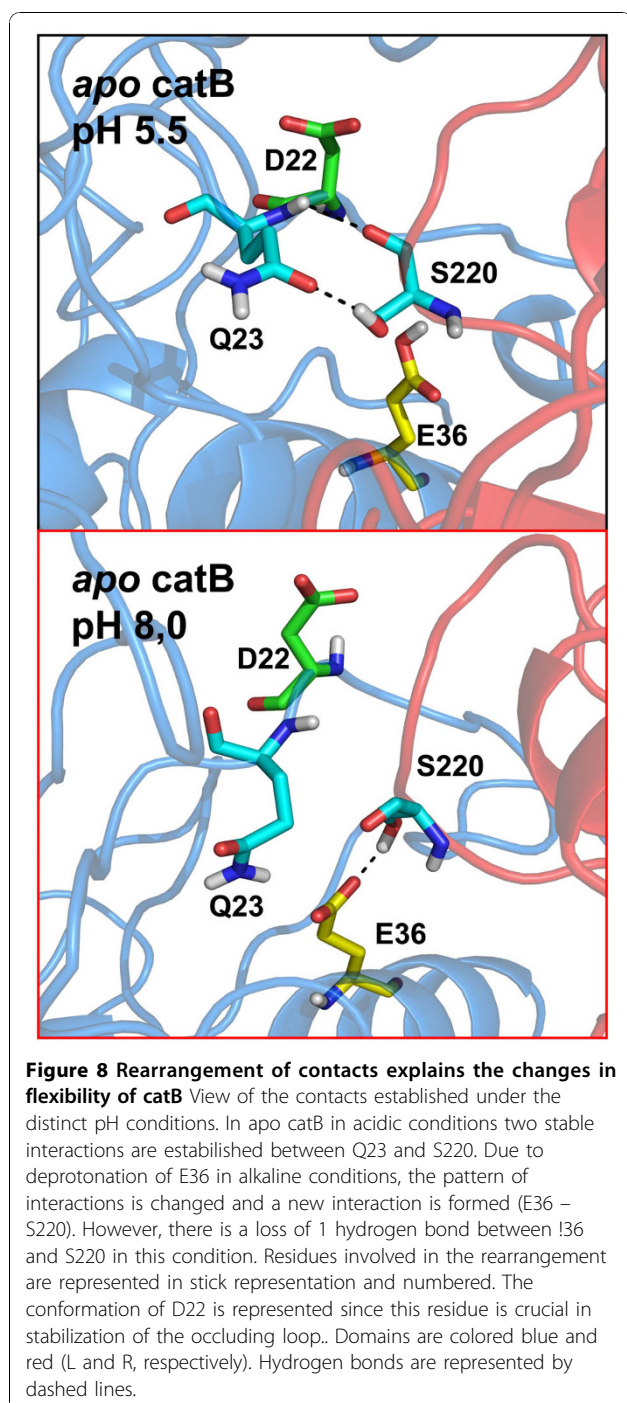 apo catB
pH 5.5
D22
S220
Q23
E36
apo catB
pH 8,0
D22
S220
Q23
E36
Figure 8 Rearrangement of contacts explains the changes in
flexibility of catB View of the contacts established under the
distinct pH conditions. In apo catB in acidic conditions two stable
interactions are estabilished between Q23 and S220. Due to
deprotonation of E36 in alkaline conditions, the pattern of
interactions is changed and a new interaction is formed (E36 –
S220). However, there is a loss of 1 hydrogen bond between !36
and S220 in this condition. Residues involved in the rearrangement
are represented in stick representation and numbered. The
conformation of D22 is represented since this residue is crucial in
stabilization of the occluding loop.. Domains are colored blue and
red (L and R, respectively). Hydrogen bonds are represented by
dashed lines.